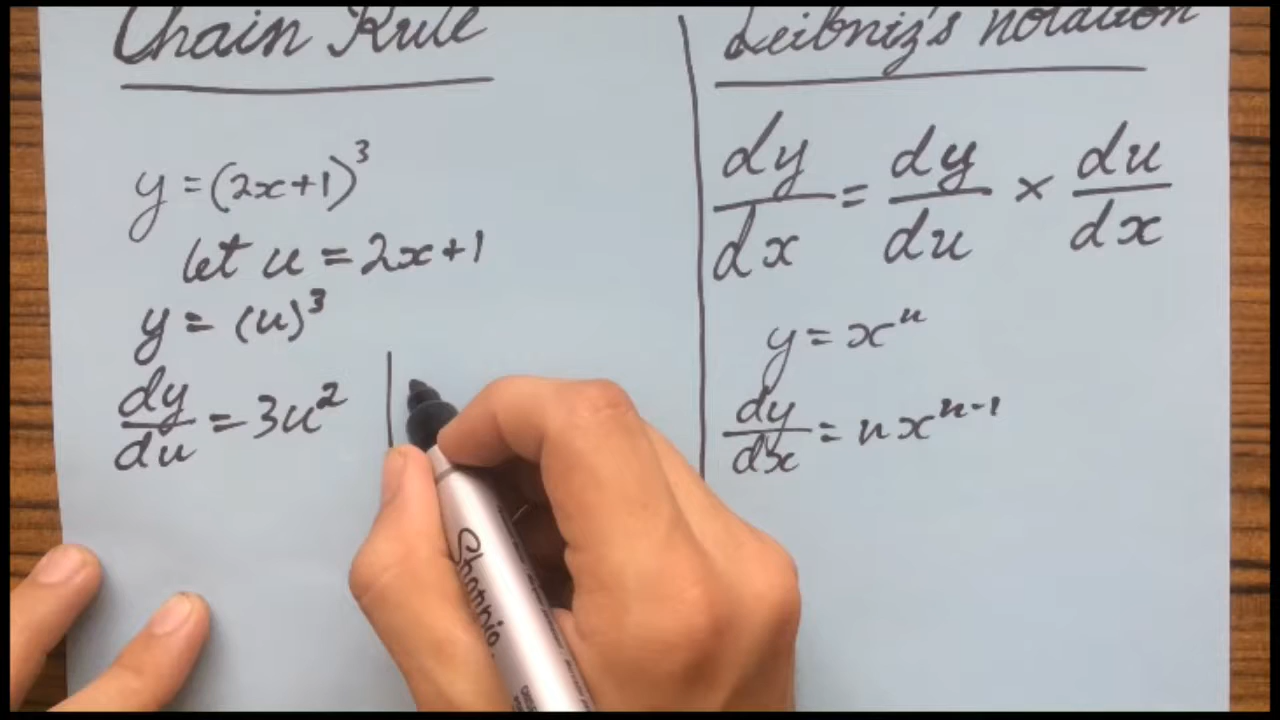 Chain Rule
y = (2x+1)³
let u = 2x+1
y = (u)³
dy/du = 3u²
Leibniz's notation
dy/dx = dy/du × du/dx
y = xⁿ
dy/dx = nxⁿ⁻¹
Sharpie